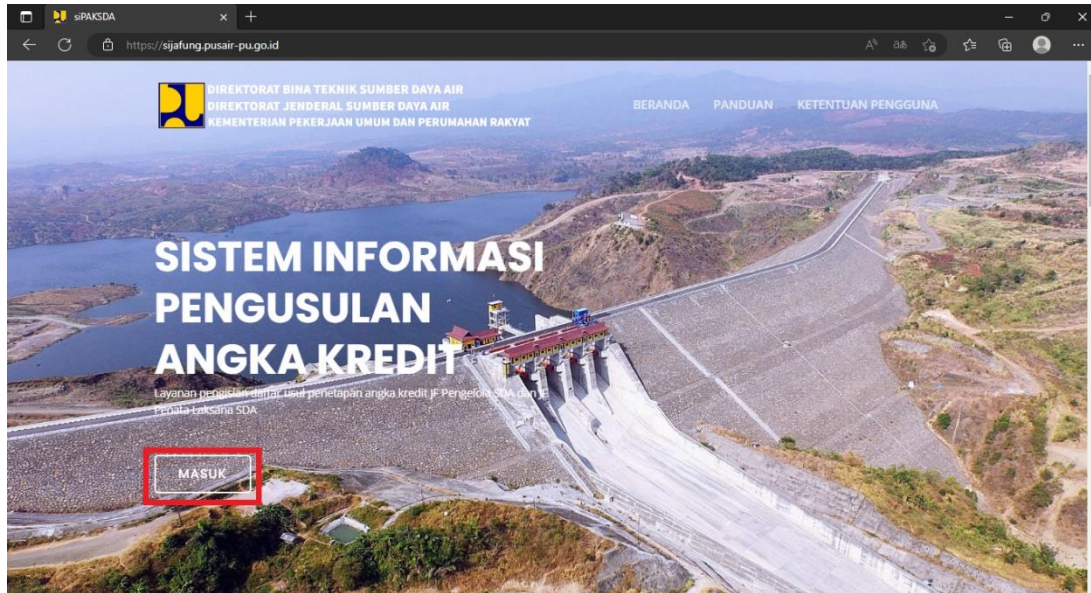 siPAKSDA
https://sijafung.pusair-pu.go.id
DIREKTORAT BINA TEKNIK SUMBER DAYA AIR
DIREKTORAT JENDERAL SUMBER DAYA AIR
KEMENTERIAN PEKERJAAN UMUM DAN PERUMAHAN RAKYAT
BERANDA PANDUAN KETENTUAN PENGGUNA
SISTEM INFORMASI
PENGUSULAN
ANGKA KREDIT
Layanan pengisian daftar usul penetapan angka kredit JF Pengelola SDA dan JF
Penata Laksana SDA
MASUK